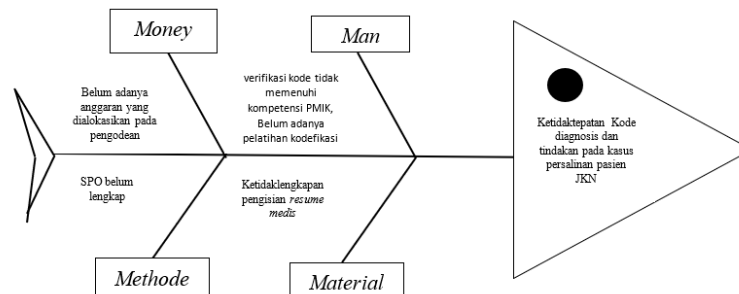 Money
Man
Belum adanya
anggaran yang
dialokasikan pada
pengodean
verifikasi kode tidak
memenuhi
kompetensi PMIK,
Belum adanya
pelatihan kodefikasi
Ketidaktepatan Kode
diagnosis dan
tindakan pada kasus
persalinan pasien
JKN
SPO belum
lengkap
Ketidaklengkapan
pengisian resume
medis
Methode
Material